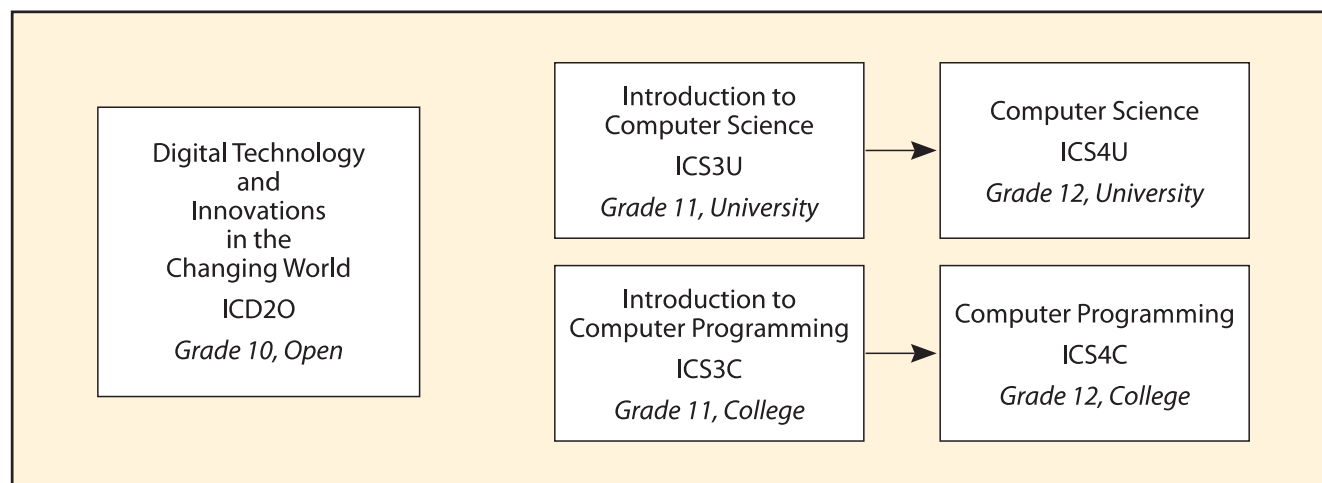 Digital Technology
and
Innovations
in the
Changing World
ICD2O
Grade 10, Open
Introduction to
Computer Science
ICS3U
Grade 11, University
Computer Science
ICS4U
Grade 12, University
Introduction to
Computer Programming
ICS3C
Grade 11, College
Computer Programming
ICS4C
Grade 12, College